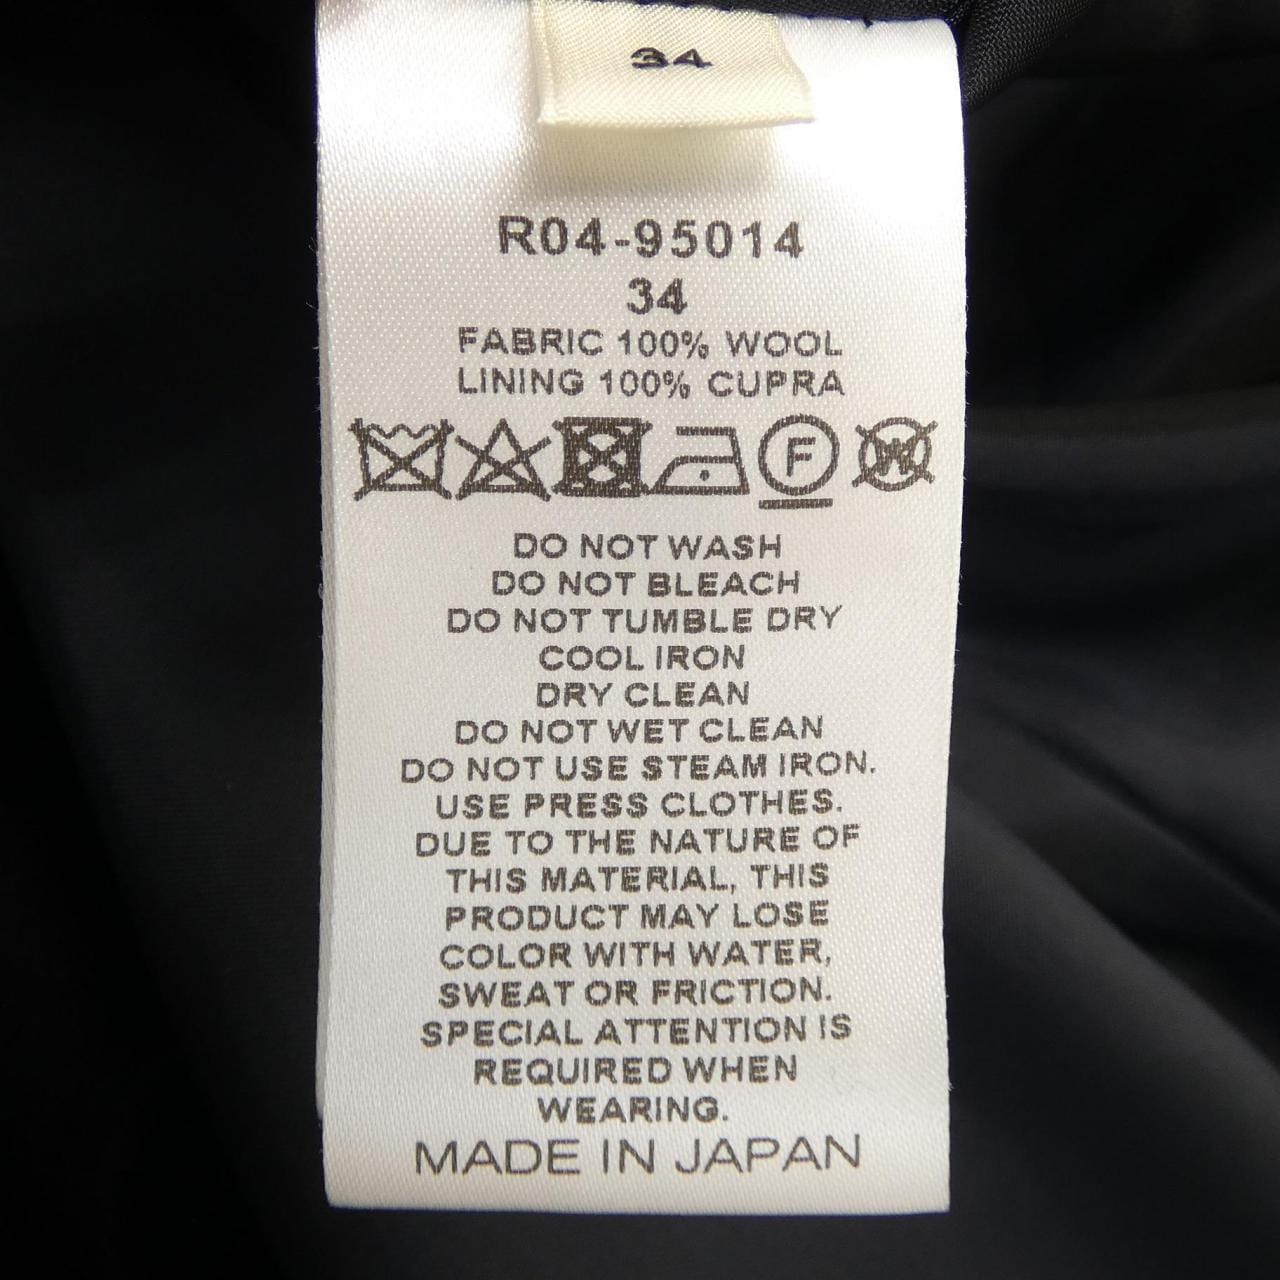 34
R04-95014
34
FABRIC 100% WOOL
LINING 100% CUPRA
F W
DO NOT WASH
DO NOT BLEACH
DO NOT TUMBLE DRY
COOL IRON
DRY CLEAN
DO NOT WET CLEAN
DO NOT USE STEAM IRON.
USE PRESS CLOTHES.
DUE TO THE NATURE OF
THIS MATERIAL, THIS
PRODUCT MAY LOSE
COLOR WITH WATER,
SWEAT OR FRICTION.
SPECIAL ATTENTION IS
REQUIRED WHEN
WEARING.
MADE IN JAPAN